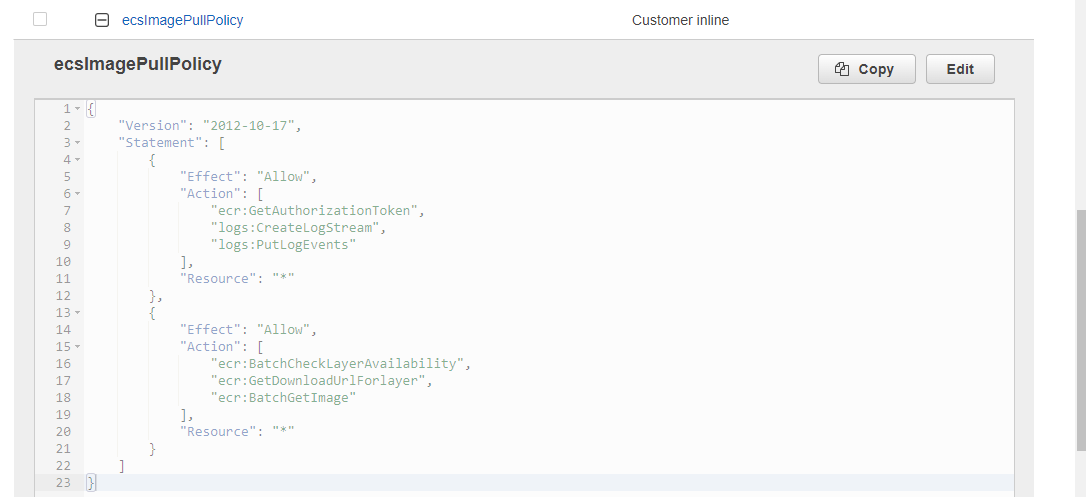 ecsImagePullPolicy Customer inline
ecsImagePullPolicy Copy Edit
1 {
2 "Version": "2012-10-17",
3 "Statement": [
4 {
5 "Effect": "Allow",
6 "Action": [
7 "ecr:GetAuthorizationToken",
8 "logs:CreateLogStream",
9 "logs:PutLogEvents"
10 ],
11 "Resource": "*"
12 },
13 {
14 "Effect": "Allow",
15 "Action": [
16 "ecr:BatchCheckLayerAvailability",
17 "ecr:GetDownloadUrlForlayer",
18 "ecr:BatchGetImage"
19 ],
20 "Resource": "*"
21 }
22 ]
23 }